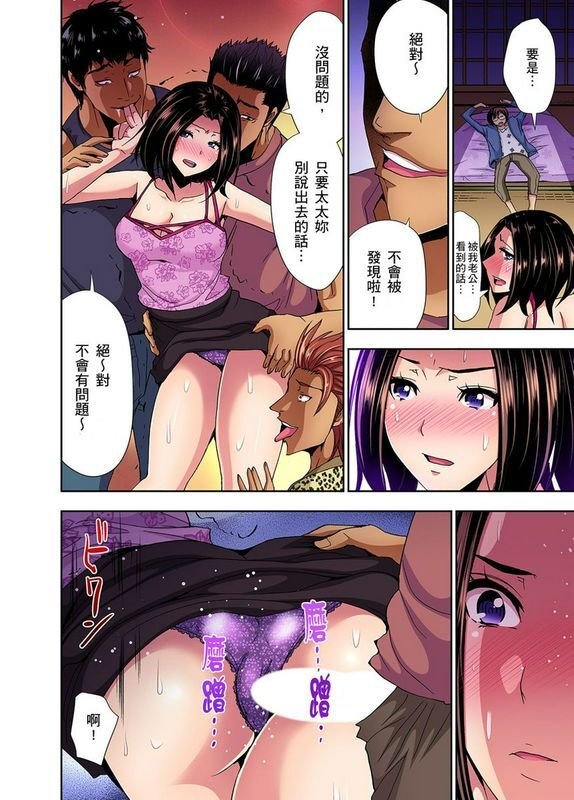 要是…
被我老公…
看到的話…
絕對～
不會被
發現啦！
沒問題的，
只要太太妳
別說出去的話…
絕～對
不會有問題～
ドクン
磨…
磨蹭…
磨蹭…
啊！